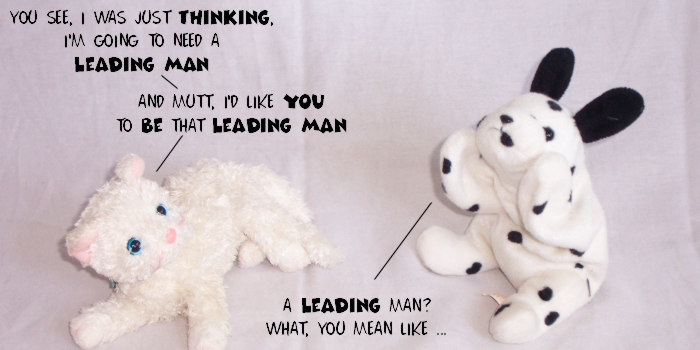 YOU SEE, I WAS JUST THINKING,
I'M GOING TO NEED A
LEADING MAN
AND MUTT, I'D LIKE YOU
TO BE THAT LEADING MAN
A LEADING MAN?
WHAT, YOU MEAN LIKE ...